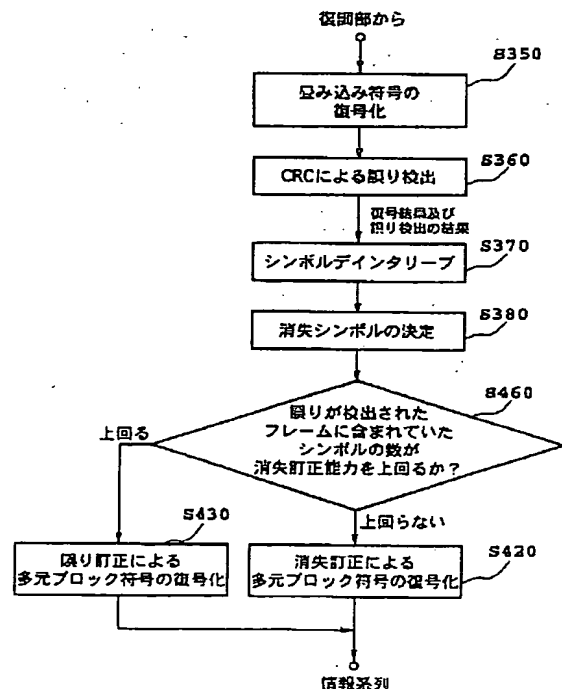 復調部から
S350
畳み込み符号の
復号化
S360
CRCによる誤り検出
復号結果及び
誤り検出の結果
S370
シンボルデインタリーブ
S380
消失シンボルの決定
S460
誤りが検出された
フレームに含まれていた
シンボルの数が
消失訂正能力を上回るか？
上回る
上回らない
S430
誤り訂正による
多元ブロック符号の復号化
S420
消失訂正による
多元ブロック符号の復号化
情報系列